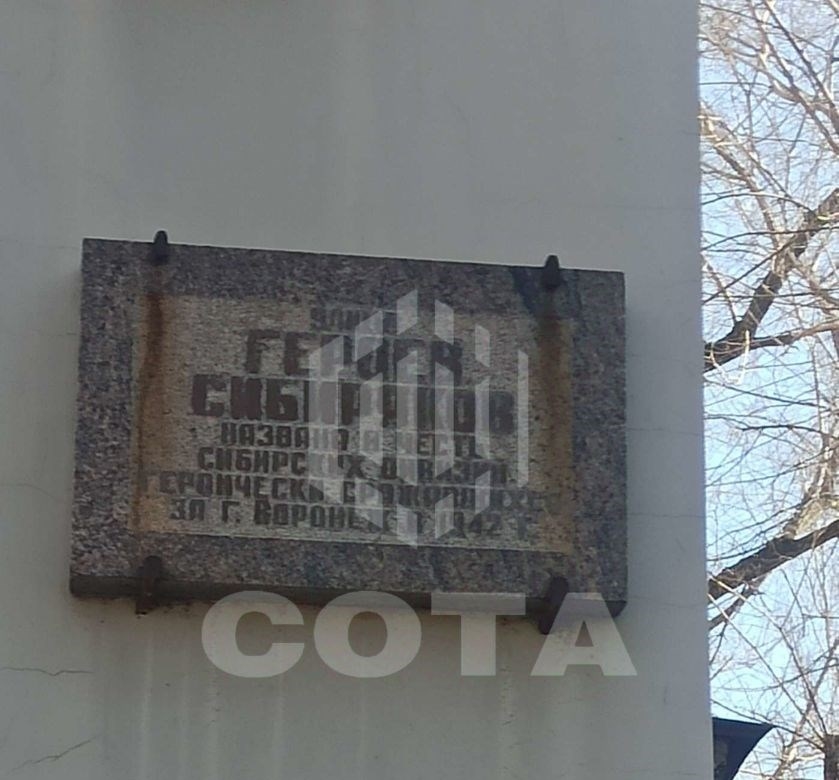 УЛИЦА
ГЕРОЕВ
СИБИРЯКОВ
НАЗВАНА В ЧЕСТЬ
СИБИРСКИХ ДИВИЗИЙ,
ГЕРОИЧЕСКИ СРАЖАВШИХСЯ
ЗА Г. ВОРОНЕЖ В 1942 Г.
СОТА